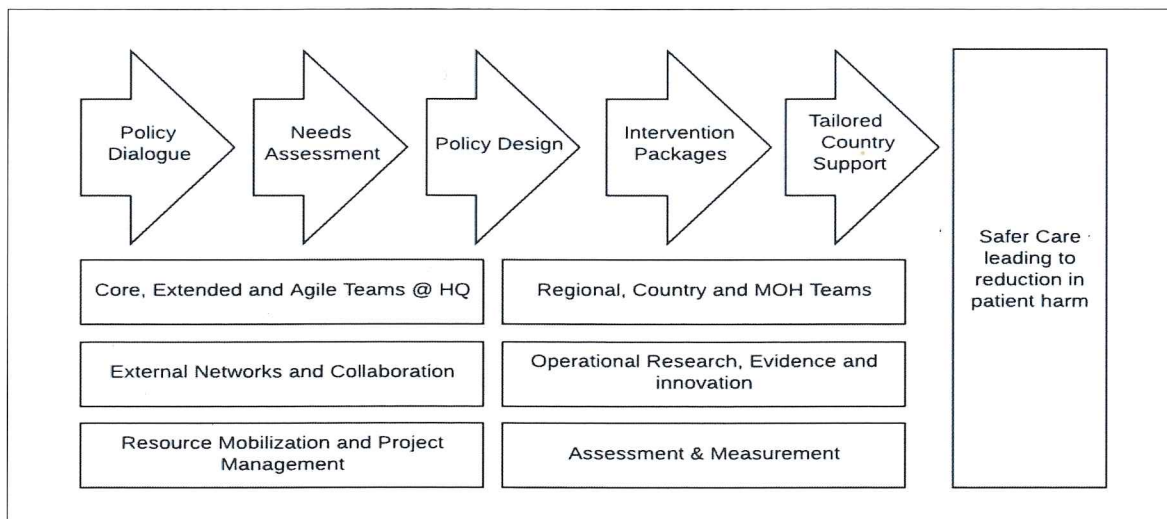 Policy
Dialogue
Needs
Assessment
Policy Design
Intervention
Packages
Tailored
Country
Support
Core, Extended and Agile Teams @ HQ
Regional, Country and MOH Teams
External Networks and Collaboration
Operational Research, Evidence and
innovation
Resource Mobilization and Project
Management
Assessment & Measurement
Safer Care
leading to
reduction in
patient harm